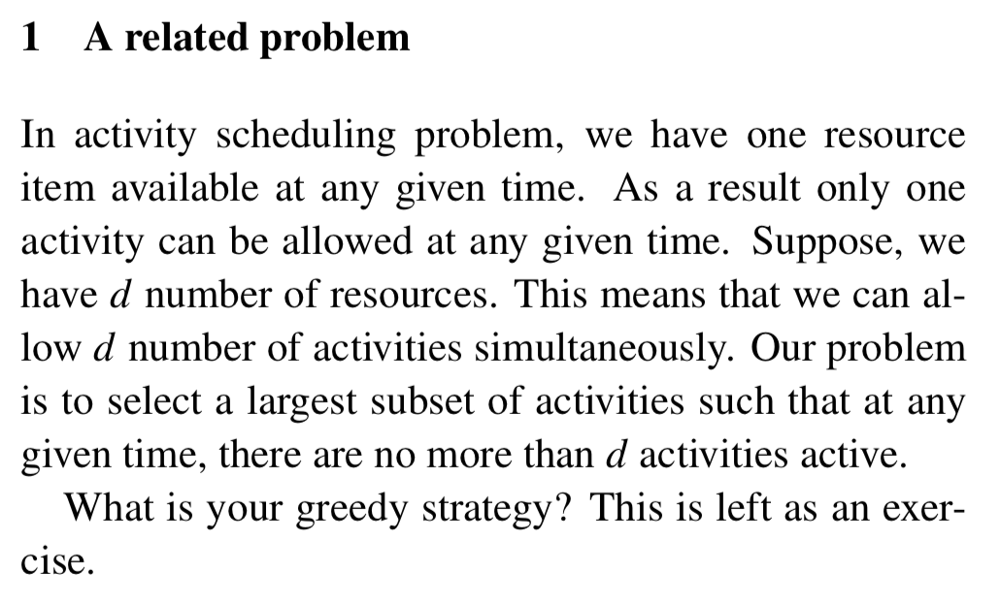 1 A related problem
In activity scheduling problem, we have one resource
item available at any given time. As a result only one
activity can be allowed at any given time. Suppose, we
have d number of resources. This means that we can al-
low d number of activities simultaneously. Our problem
is to select a largest subset of activities such that at any
given time, there are no more than d activities active.
What is your greedy strategy? This is left as an exer-
cise.